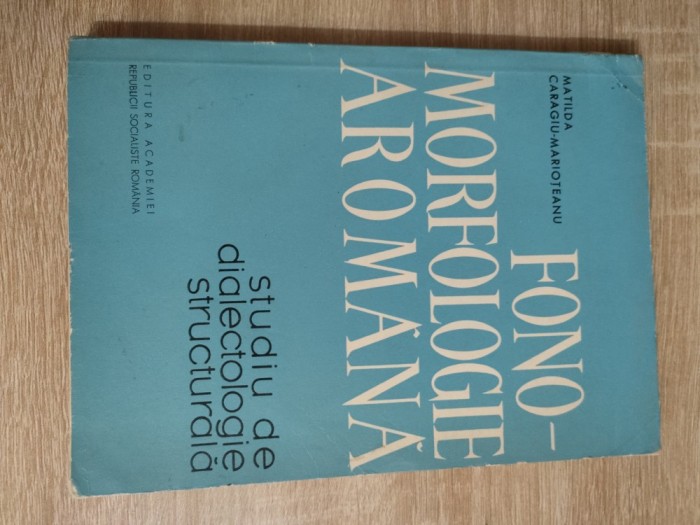 MATILDA
CARAGIU-MARIOȚEANU
FONO-
MORFOLOGIE
AROMÂNĂ
studiu de
dialectologie
structurală
EDITURA ACADEMIEI
REPUBLICII SOCIALISTE ROMÂNIA